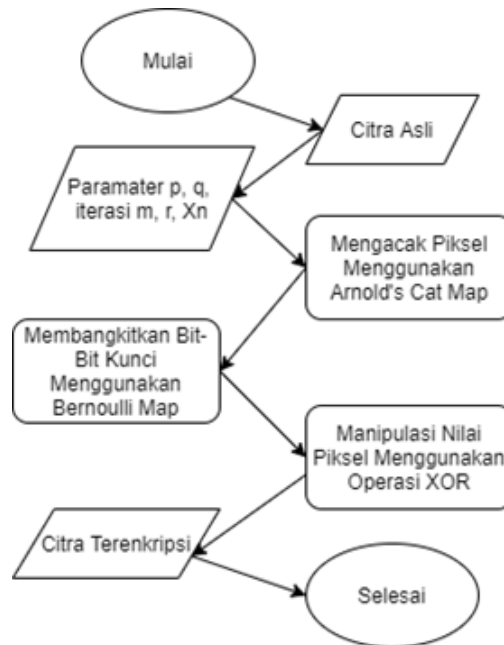 Mulai
Citra Asli
Paramater p, q,
iterasi m, r, Xn
Mengacak Piksel
Menggunakan
Arnold's Cat Map
Membangkitkan Bit-
Bit Kunci
Menggunakan
Bernoulli Map
Manipulasi Nilai
Piksel Menggunakan
Operasi XOR
Citra Terenkripsi
Selesai